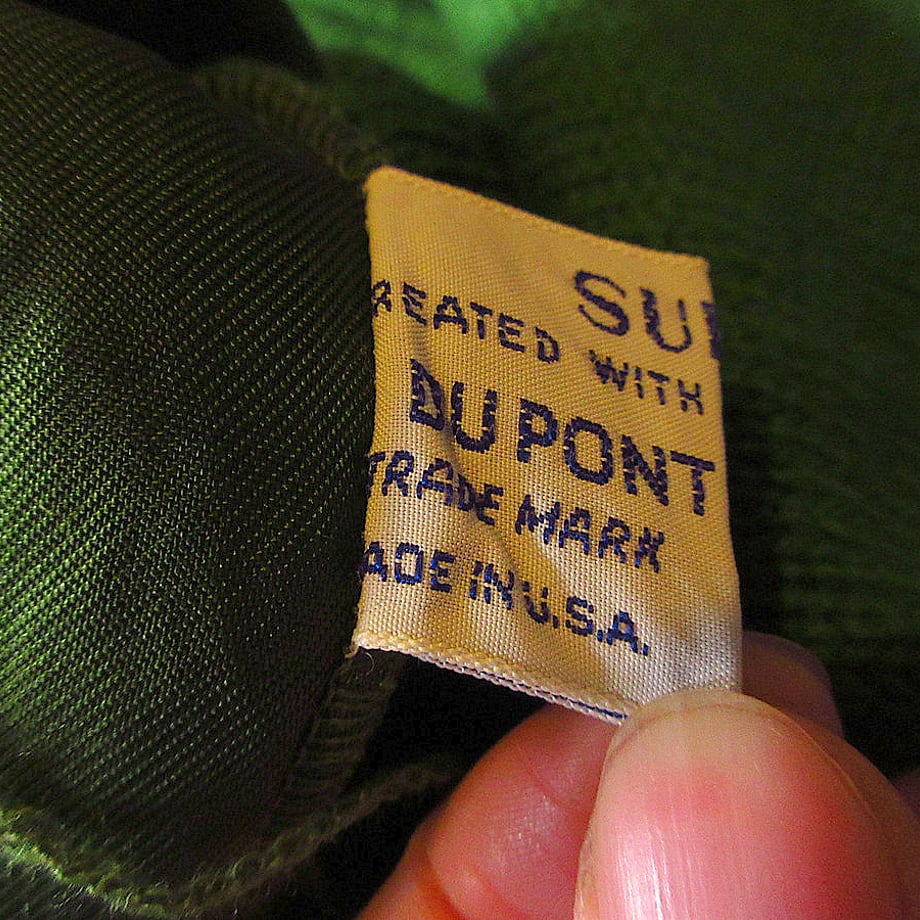 SU
REATED WITH
DU PONT
TRADE MARK
ADE IN U.S.A.